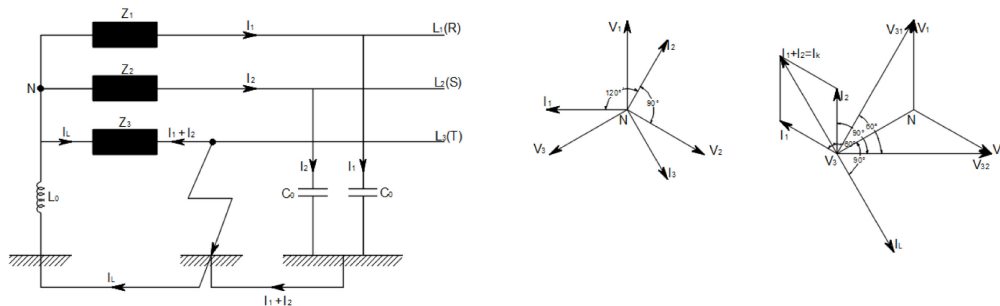 Z1
I1
L1(R)
Z2
I2
L2(S)
N
IL
Z3
I1+I2
L3(T)
I2
I1
L0
C0
C0
IL
I1+I2
V1
I2
120°
90°
I1
N
V3
V2
I3
V31
V1
I1+I2=Ik
I2
I1
90°
60°
60°
90°
N
V3
V32
IL